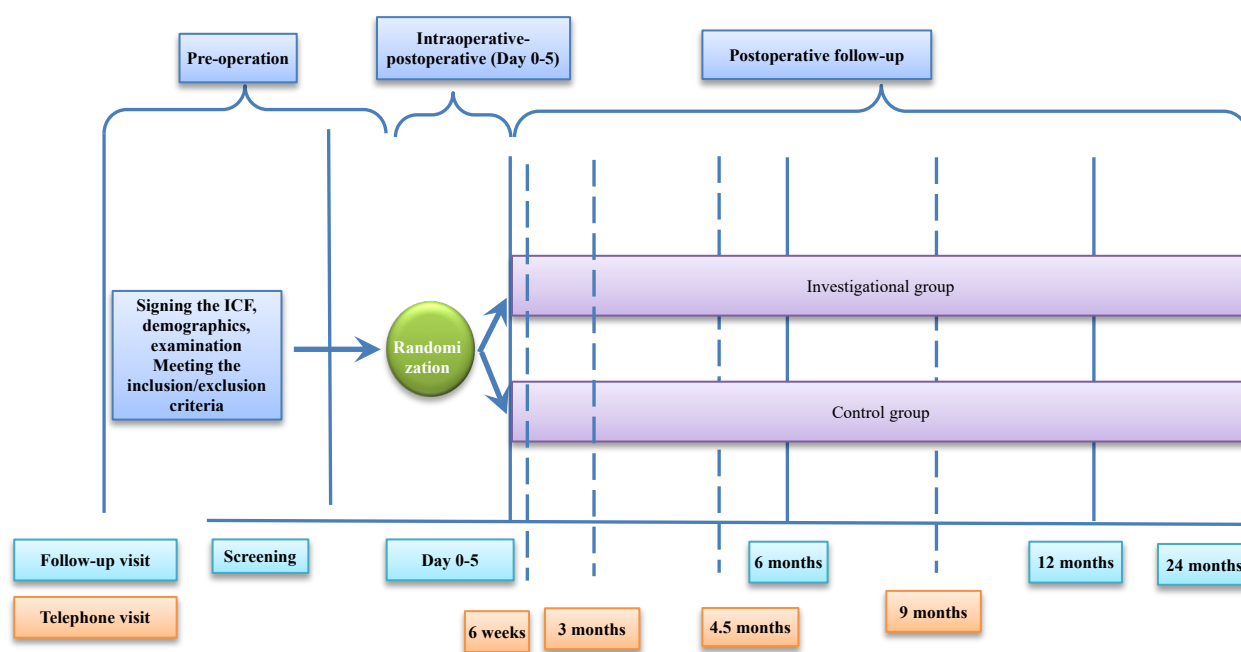 Pre-operation
Intraoperative-
postoperative (Day 0-5)
Postoperative follow-up
Signing the ICF,
demographics,
examination
Meeting the
inclusion/exclusion
criteria
Randomi
zation
Investigational group
Control group
Follow-up visit
Screening
Day 0-5
6 months
12 months
24 months
Telephone visit
6 weeks
3 months
4.5 months
9 months